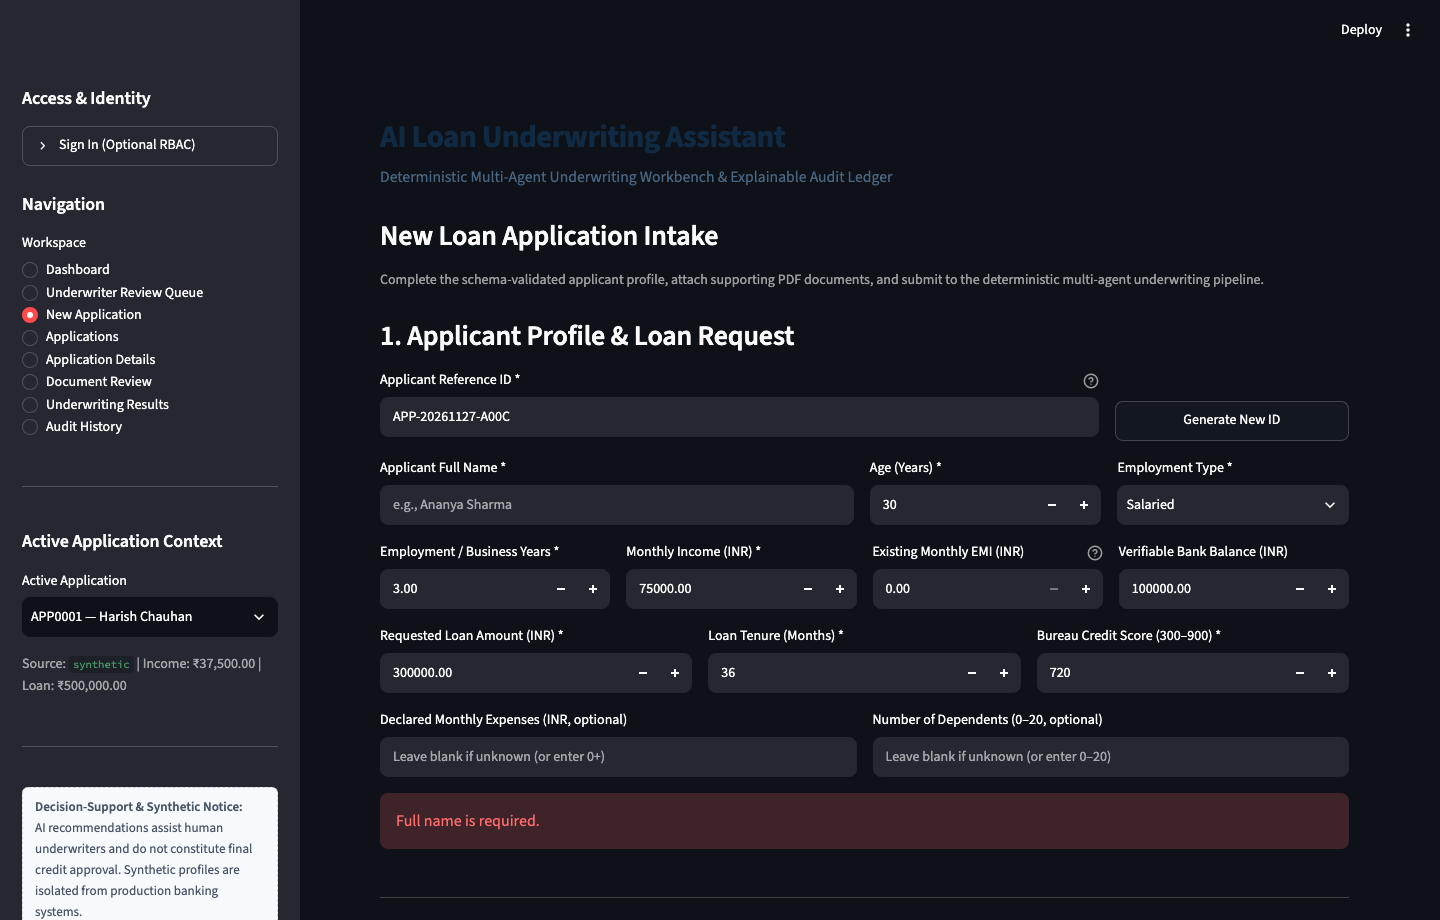 Deploy
Access & Identity
Sign In (Optional RBAC)
Navigation
Workspace
Dashboard
Underwriter Review Queue
New Application
Applications
Application Details
Document Review
Underwriting Results
Audit History
Active Application Context
Active Application
APP0001 — Harish Chauhan
Source: synthetic | Income: ₹37,500.00 |
Loan: ₹500,000.00
Decision-Support & Synthetic Notice:
AI recommendations assist human
underwriters and do not constitute final
credit approval. Synthetic profiles are
isolated from production banking
systems.
AI Loan Underwriting Assistant
Deterministic Multi-Agent Underwriting Workbench & Explainable Audit Ledger
New Loan Application Intake
Complete the schema-validated applicant profile, attach supporting PDF documents, and submit to the deterministic multi-agent underwriting pipeline.
1. Applicant Profile & Loan Request
Applicant Reference ID *
APP-20261127-A00C
Generate New ID
Applicant Full Name *
e.g., Ananya Sharma
Age (Years) *
30
Employment Type *
Salaried
Employment / Business Years *
3.00
Monthly Income (INR) *
75000.00
Existing Monthly EMI (INR)
0.00
Verifiable Bank Balance (INR)
100000.00
Requested Loan Amount (INR) *
300000.00
Loan Tenure (Months) *
36
Bureau Credit Score (300–900) *
720
Declared Monthly Expenses (INR, optional)
Leave blank if unknown (or enter 0+)
Number of Dependents (0–20, optional)
Leave blank if unknown (or enter 0–20)
Full name is required.